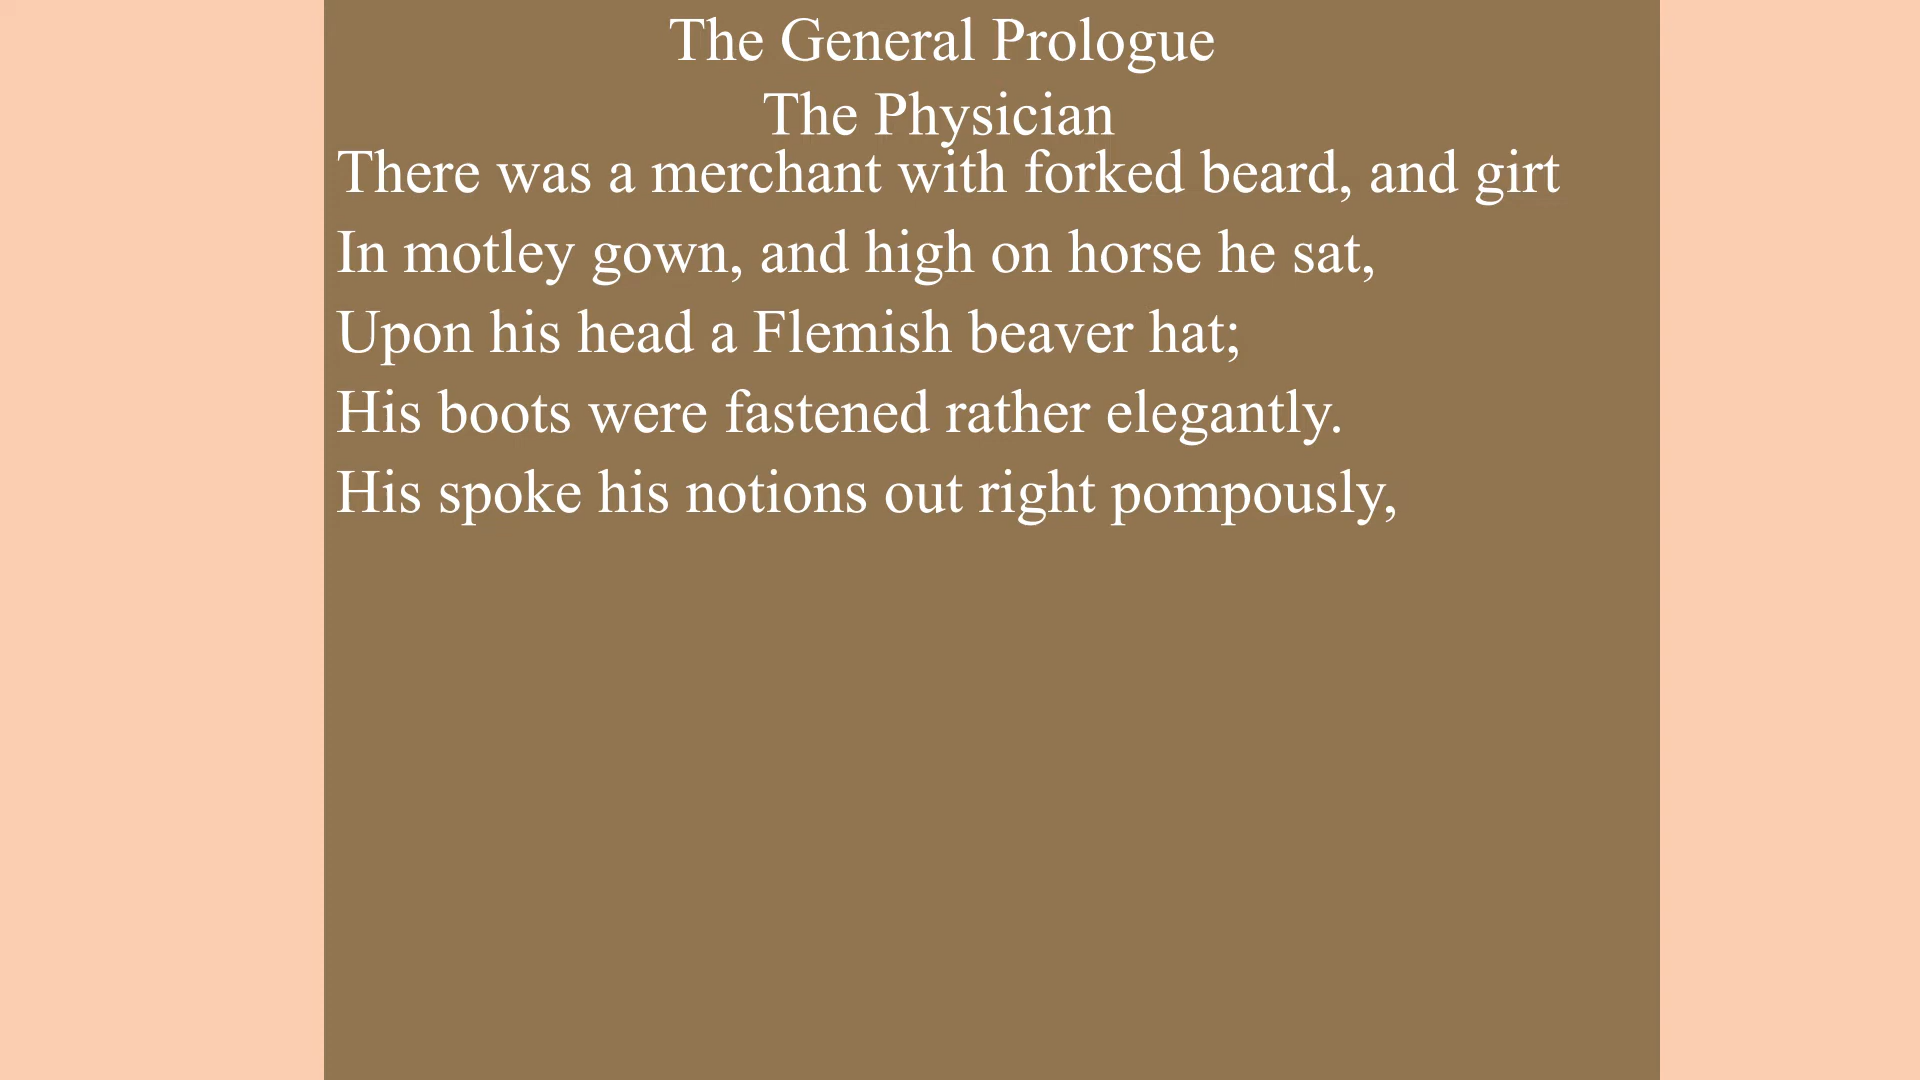 The General Prologue
The Physician
There was a merchant with forked beard, and girt
In motley gown, and high on horse he sat,
Upon his head a Flemish beaver hat;
His boots were fastened rather elegantly.
His spoke his notions out right pompously,